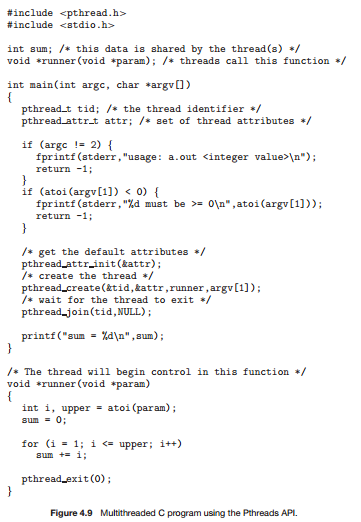 #include <pthread.h>
#include <stdio.h>
int sum; /* this data is shared by the thread(s) */
void *runner(void *param); /* threads call this function */
int main(int argc, char *argv[])
{
pthread_t tid; /* the thread identifier */
pthread_attr_t attr; /* set of thread attributes */
if (argc != 2) {
fprintf(stderr,"usage: a.out <integer value>\n");
return -1;
}
if (atoi(argv[1]) < 0) {
fprintf(stderr,"%d must be >= 0\n",atoi(argv[1]));
return -1;
}
/* get the default attributes */
pthread_attr_init(&attr);
/* create the thread */
pthread_create(&tid,&attr,runner,argv[1]);
/* wait for the thread to exit */
pthread_join(tid,NULL);
printf("sum = %d\n",sum);
}
/* The thread will begin control in this function */
void *runner(void *param)
{
int i, upper = atoi(param);
sum = 0;
for (i = 1; i <= upper; i++)
sum += i;
pthread_exit(0);
}
Figure 4.9 Multithreaded C program using the Pthreads API.